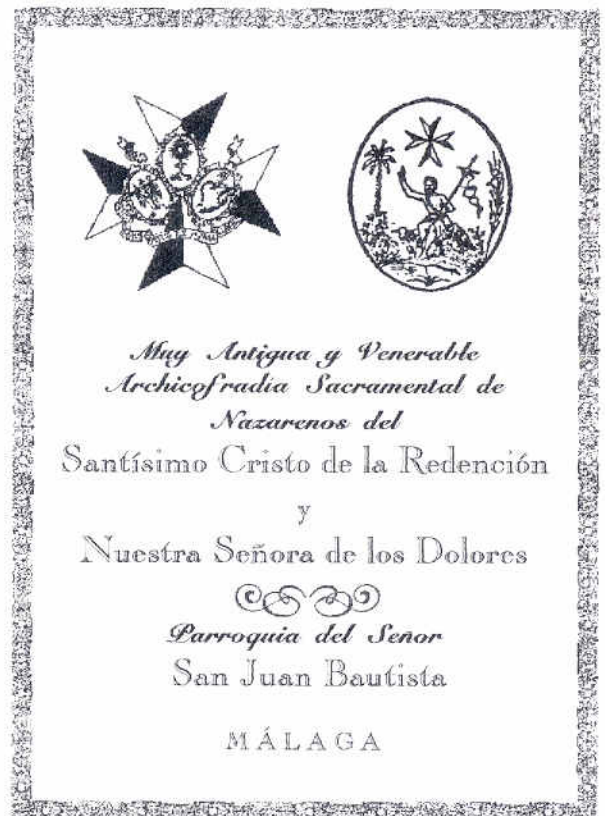 Muy Antigua y Venerable
Archicofradía Sacramental de
Nazarenos del
Santísimo Cristo de la Redención
y
Nuestra Señora de los Dolores
Parroquia del Señor
San Juan Bautista
MÁLAGA